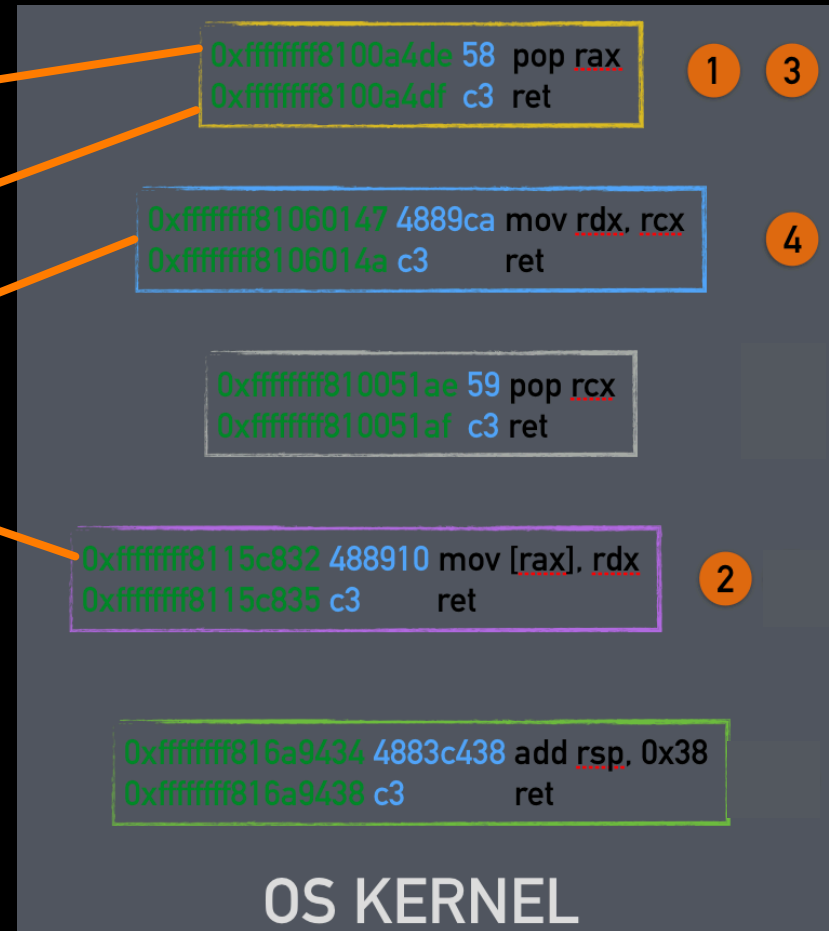 0xffffffff8100a4de 58 pop rax
0xffffffff8100a4df c3 ret
1 3
0xffffffff81060147 4889ca mov rdx, rcx
0xffffffff8106014a c3 ret
4
0xffffffff810051ae 59 pop rcx
0xffffffff810051af c3 ret
0xffffffff8115c832 488910 mov [rax], rdx
0xffffffff8115c835 c3 ret
2
0xffffffff816a9434 4883c438 add rsp, 0x38
0xffffffff816a9438 c3 ret
OS KERNEL